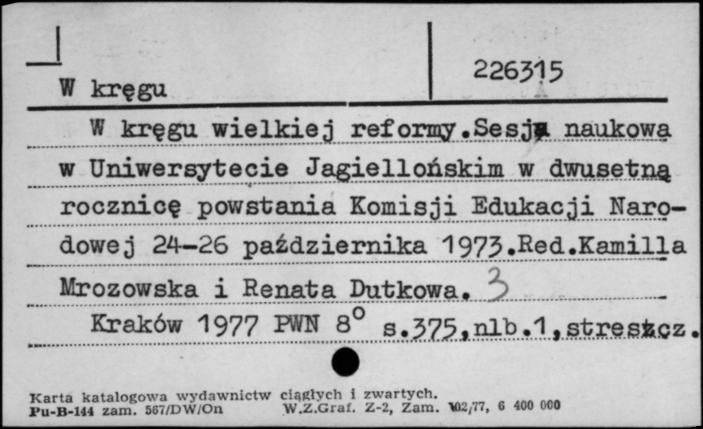 226315
W kręgu
W kręgu wielkiej reformy.Sesja naukowa
w Uniwersytecie Jagiellońskim w dwusetną
rocznicę powstania Komisji Edukacji Naro-
dowej 24-26 października 1973.Red.Kamilla
Mrozowska i Renata Dutkowa. 3
Kraków 1977 PWN 8° s.375,nlb.1,streszcz.
Karta katalogowa wydawnictw ciągłych i zwartych.
Pu-B-144 zam. 567/DW/On W.Z.Graf. Z-2, Zam. 102/77, 6 400 000